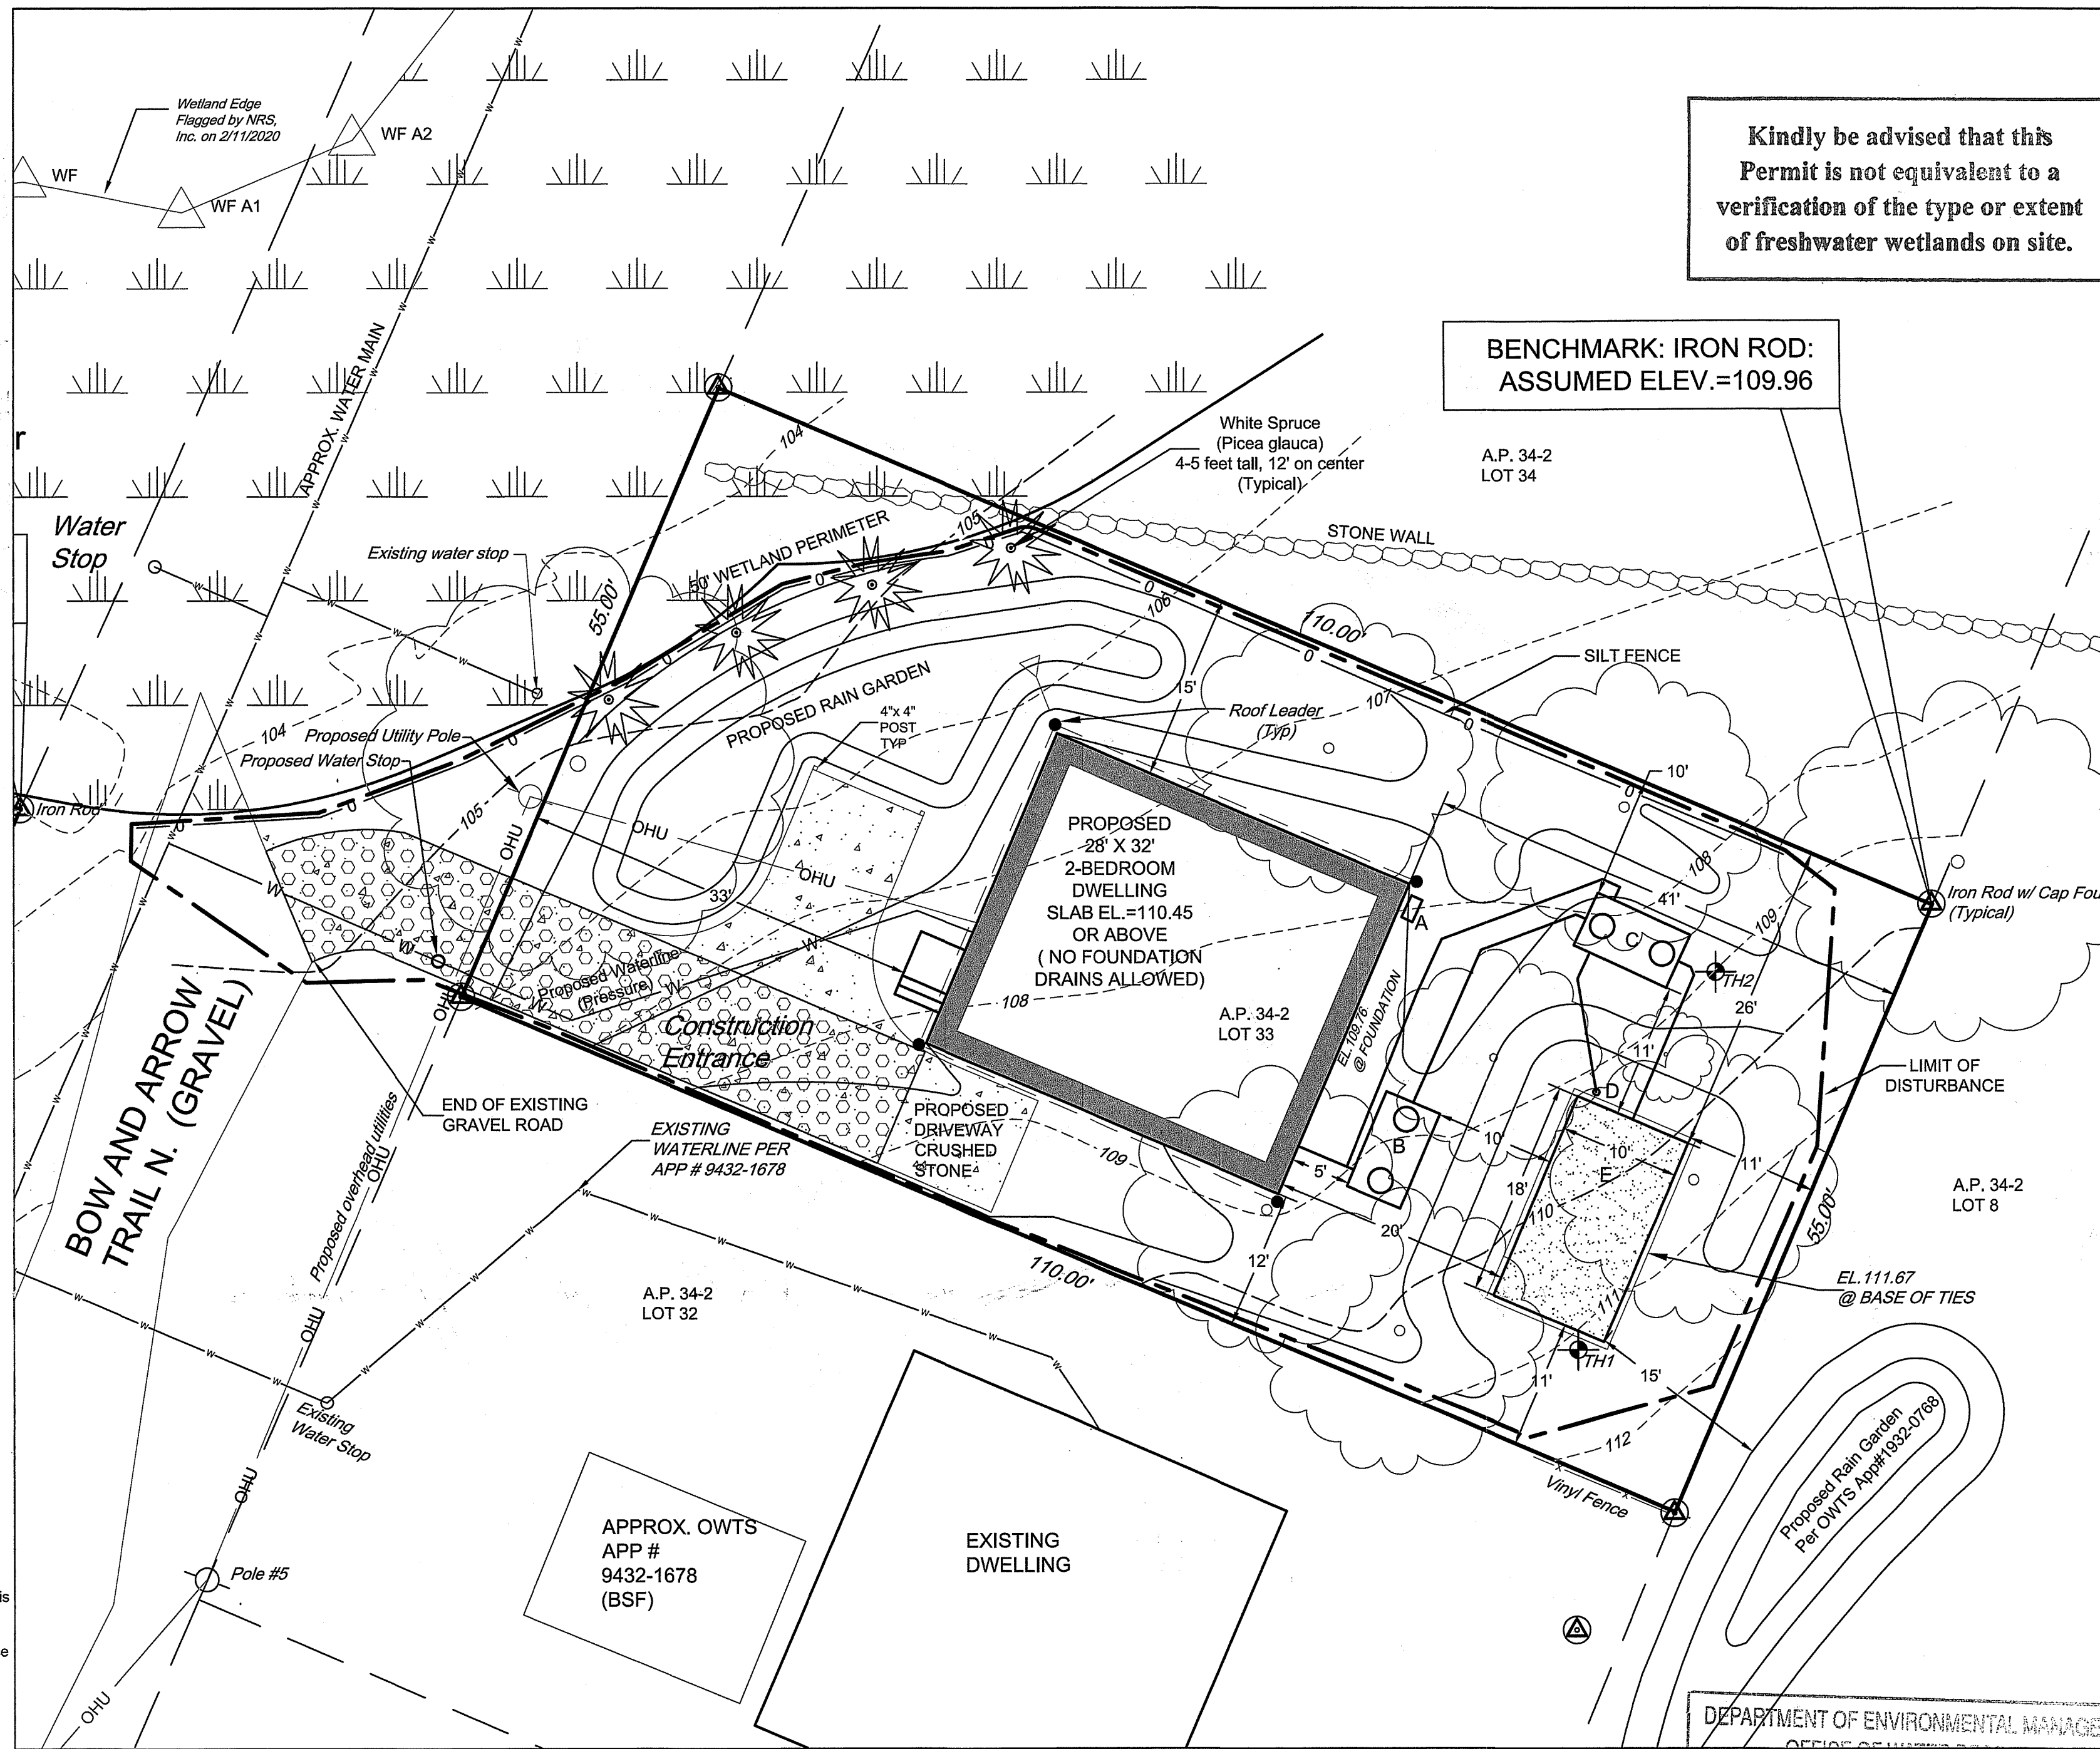 Wetland Edge
Flagged by NRS,
Inc. on 2/11/2020
WF
WF A1
WF A2
Kindly be advised that this
Permit is not equivalent to a
verification of the type or extent
of freshwater wetlands on site.
BENCHMARK: IRON ROD:
ASSUMED ELEV.=109.96
APPROX. WATER MAIN
r
Water
Stop
Existing water stop
55.00'
104
50' WETLAND PERIMETER
105
White Spruce
(Picea glauca)
4-5 feet tall, 12' on center
(Typical)
A.P. 34-2
LOT 34
STONE WALL
106
110.00'
SILT FENCE
107
15'
Roof Leader
(Typ)
PROPOSED RAIN GARDEN
4"x 4"
POST
TYP
104
Proposed Utility Pole
Proposed Water Stop
Iron Rod
105
OHU
OHU
OHU
33'
PROPOSED
28' X 32'
2-BEDROOM
DWELLING
SLAB EL.=110.45
OR ABOVE
( NO FOUNDATION
DRAINS ALLOWED)
10'
108
41'
109
A
C
TH2
26'
Iron Rod w/ Cap Fou
(Typical)
W
W
W
W
W
Proposed Waterline
(Pressure)
OHU
Construction
Entrance
108
A.P. 34-2
LOT 33
EL.109.76
@ FOUNDATION
11'
D
LIMIT OF
DISTURBANCE
BOW AND ARROW
TRAIL N. (GRAVEL)
END OF EXISTING
GRAVEL ROAD
Proposed overhead utilities
OHU
EXISTING
WATERLINE PER
APP # 9432-1678
PROPOSED
DRIVEWAY
CRUSHED
STONE
109
5'
B
10'
10'
E
11'
18'
110
20'
12'
110.00'
A.P. 34-2
LOT 8
55.00'
EL.111.67
@ BASE OF TIES
111
A.P. 34-2
LOT 32
OHU
TH1
11'
15'
112
Vinyl Fence
Existing
Water Stop
OHU
Proposed Rain Garden
Per OWTS App#1932-0768
APPROX. OWTS
APP #
9432-1678
(BSF)
EXISTING
DWELLING
Pole #5
OHU
is
e
DEPARTMENT OF ENVIRONMENTAL MANAGE